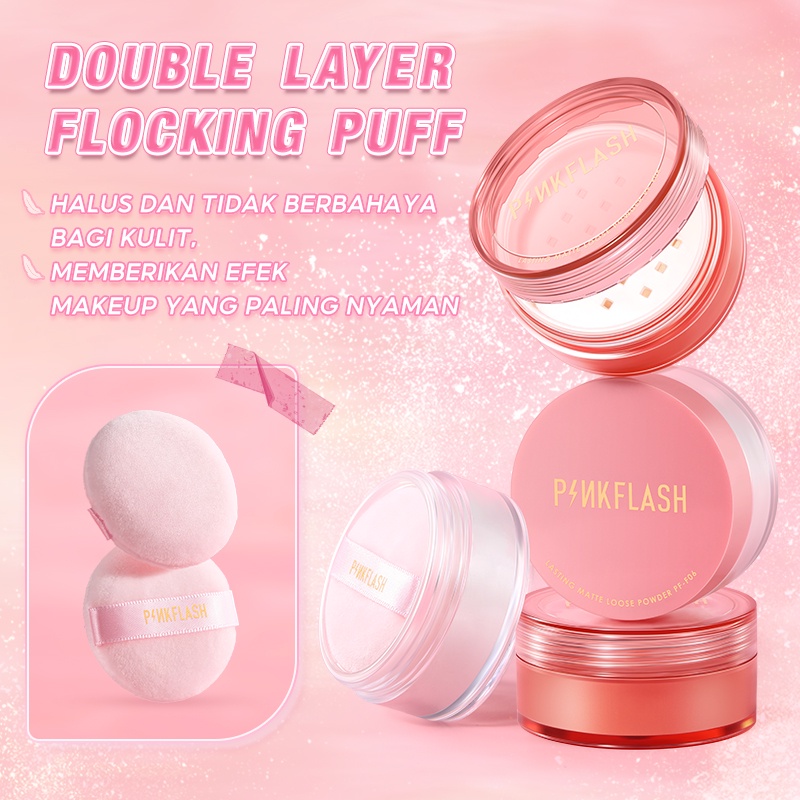 DOUBLE LAYER
FLOCKING PUFF
HALUS DAN TIDAK BERBAHAYA
BAGI KULIT,
MEMBERIKAN EFEK
MAKEUP YANG PALING NYAMAN
PINKFLASH
PINKFLASH
LASTING MATTE LOOSE POWDER PF-F06
PINKFLASH
PINKFLASH